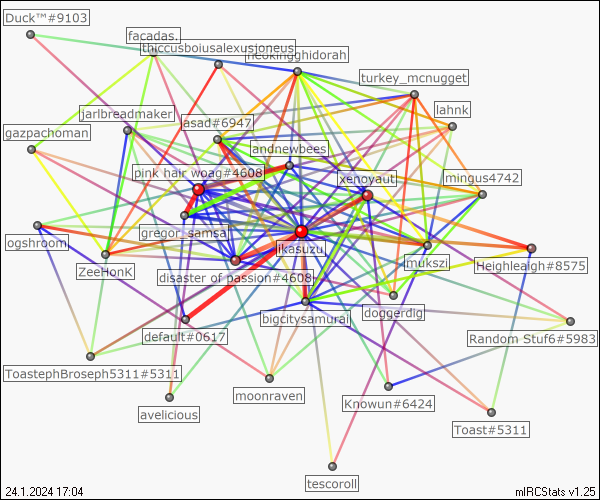 Duck™#9103
facadas.
thiccusboiusalexusjoneus
neokingghidorah
turkey_mcnugget
lahnk
jarlbreadmaker
asad#6947
gazpachoman
landnewbees
pink hair woag#4608
xenoyaut
mingus4742
gregor_samsa
ogshroom
ikasuzu
mukszi
ZeeHonK
disaster of passion#4608
Heighleaigh#8575
doggerdig
bigcitysamurai
default#0617
Random Stuf6#5983
ToastephBroseph5311#5311
moonraven
Knowun#6424
avelicious
Toast#5311
tescoroll
24.1.2024 17:04
mIRCStats v1.25